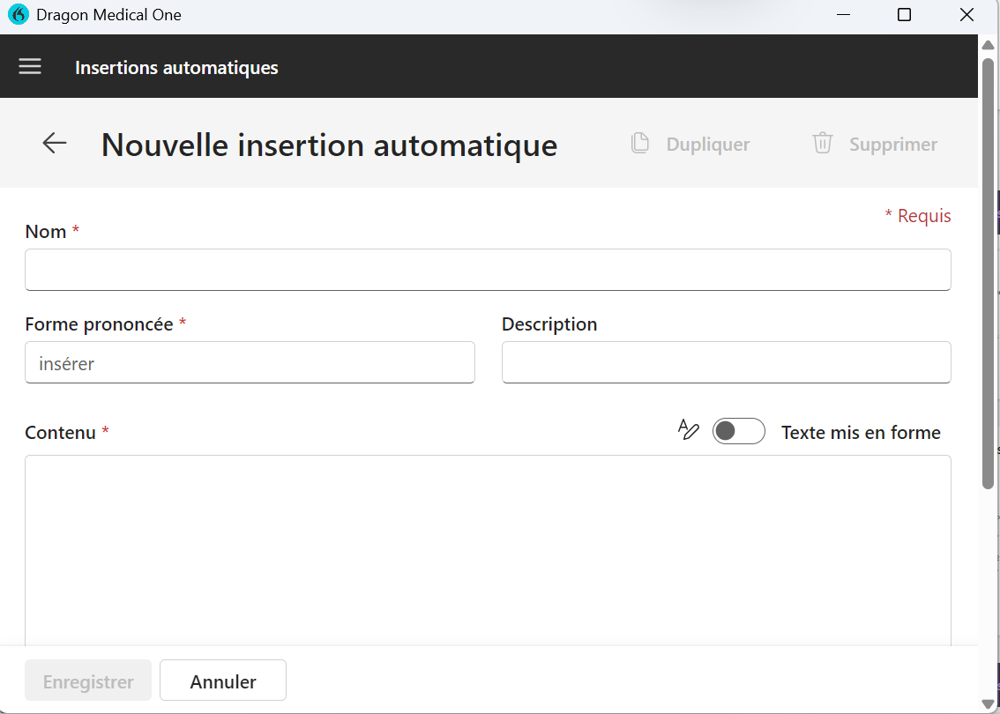 Dragon Medical One
Insertions automatiques
Nouvelle insertion automatique
Dupliquer
Supprimer
* Requis
Nom *
Forme prononcée *
Description
insérer
Contenu *
Texte mis en forme
Enregistrer
Annuler